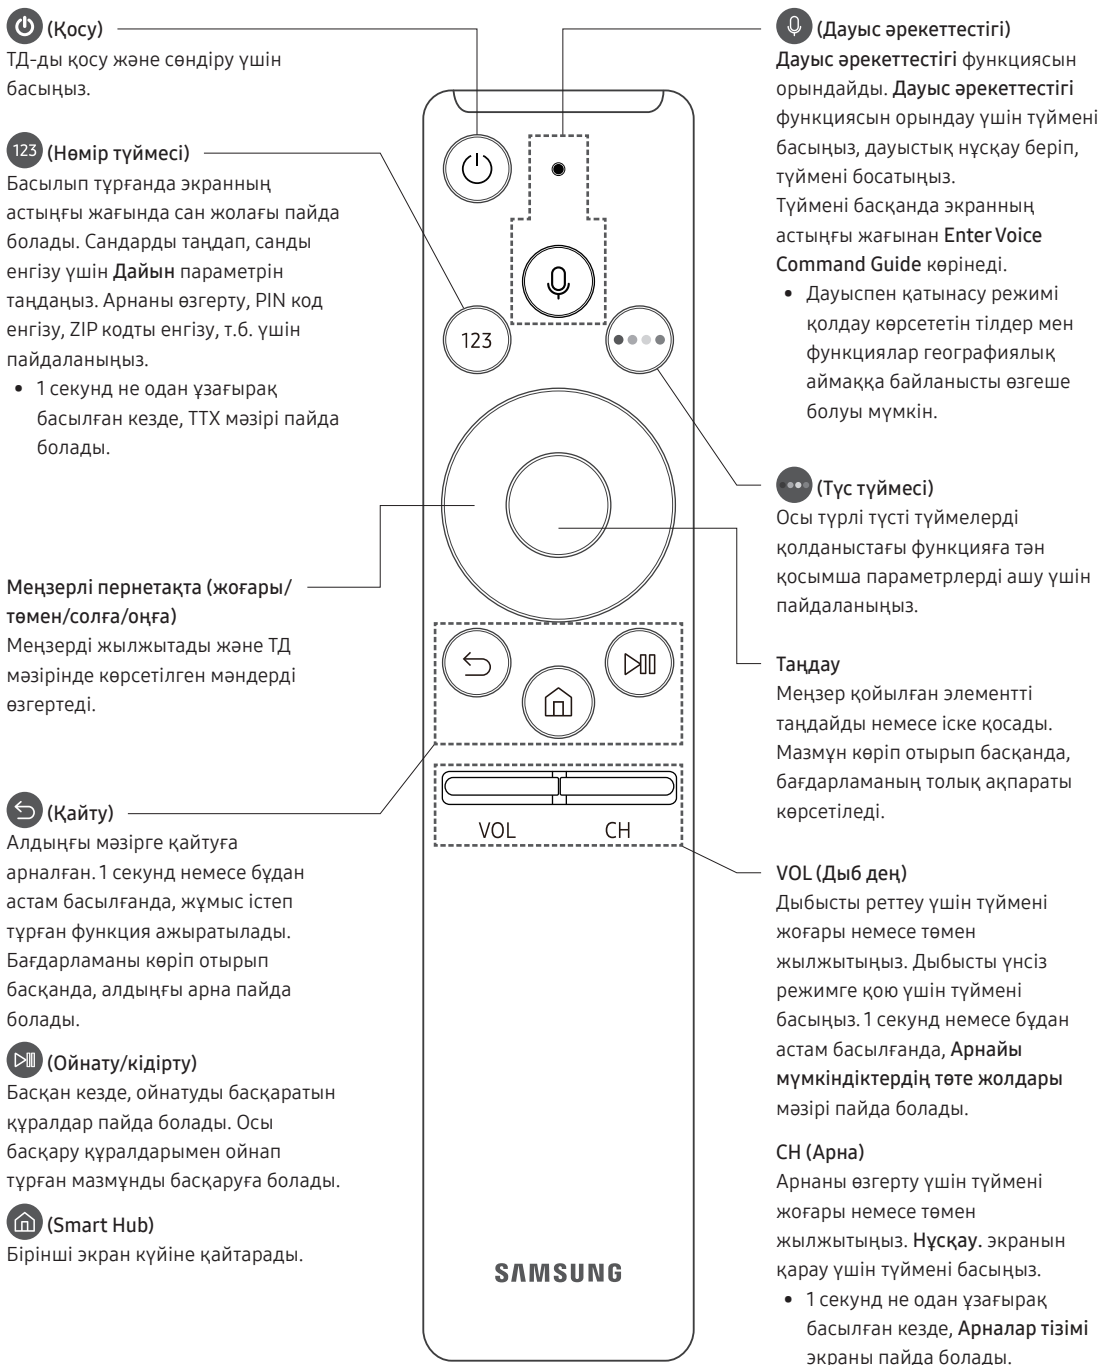 (Қосу)
ТД-ды қосу және сөндіру үшін
басыңыз.
123 (Нөмір түймесі)
Басылып тұрғанда экранның
астыңғы жағында сан жолағы пайда
болады. Сандарды таңдап, санды
енгізу үшін Дайын параметрін
таңдаңыз. Арнаны өзгерту, PIN код
енгізу, ZIP кодты енгізу, т.б. үшін
пайдаланыңыз.
• 1 секунд не одан ұзағырақ
басылған кезде, TTX мәзірі пайда
болады.
Меңзерлі пернетақта (жоғары/
төмен/солға/оңға)
Меңзерді жылжытады және ТД
мәзірінде көрсетілген мәндерді
өзгертеді.
(Қайту)
Алдыңғы мәзірге қайтуға
арналған. 1 секунд немесе бұдан
астам басылғанда, жұмыс істеп
тұрған функция ажыратылады.
Бағдарламаны көріп отырып
басқанда, алдыңғы арна пайда
болады.
(Ойнату/кідірту)
Басқан кезде, ойнатуды басқаратын
құралдар пайда болады. Осы
басқару құралдарымен ойнап
тұрған мазмұнды басқаруға болады.
(Smart Hub)
Бірінші экран күйіне қайтарады.
123
VOL CH
SAMSUNG
(Дауыс әрекеттестігі)
Дауыс әрекеттестігі функциясын
орындайды. Дауыс әрекеттестігі
функциясын орындау үшін түймені
басыңыз, дауыстық нұсқау беріп,
түймені босатыңыз.
Түймені басқанда экранның
астыңғы жағынан Enter Voice
Command Guide көрінеді.
• Дауыспен қатынасу режимі
қолдау көрсететін тілдер мен
функциялар географиялық
аймаққа байланысты өзгеше
болуы мүмкін.
(Түс түймесі)
Осы түрлі түсті түймелерді
қолданыстағы функцияға тән
қосымша параметрлерді ашу үшін
пайдаланыңыз.
Таңдау
Меңзер қойылған элементті
таңдайды немесе іске қосады.
Мазмұн көріп отырып басқанда,
бағдарламаның толық ақпараты
көрсетіледі.
VOL (Дыб дең)
Дыбысты реттеу үшін түймені
жоғары немесе төмен
жылжытыңыз. Дыбысты үнсіз
режимге қою үшін түймені
басыңыз. 1 секунд немесе бұдан
астам басылғанда, Арнайы
мүмкіндіктердің төте жолдары
мәзірі пайда болады.
CH (Арна)
Арнаны өзгерту үшін түймені
жоғары немесе төмен
жылжытыңыз. Нұсқау. экранын
қарау үшін түймені басыңыз.
• 1 секунд не одан ұзағырақ
басылған кезде, Арналар тізімі
экраны пайда болады.